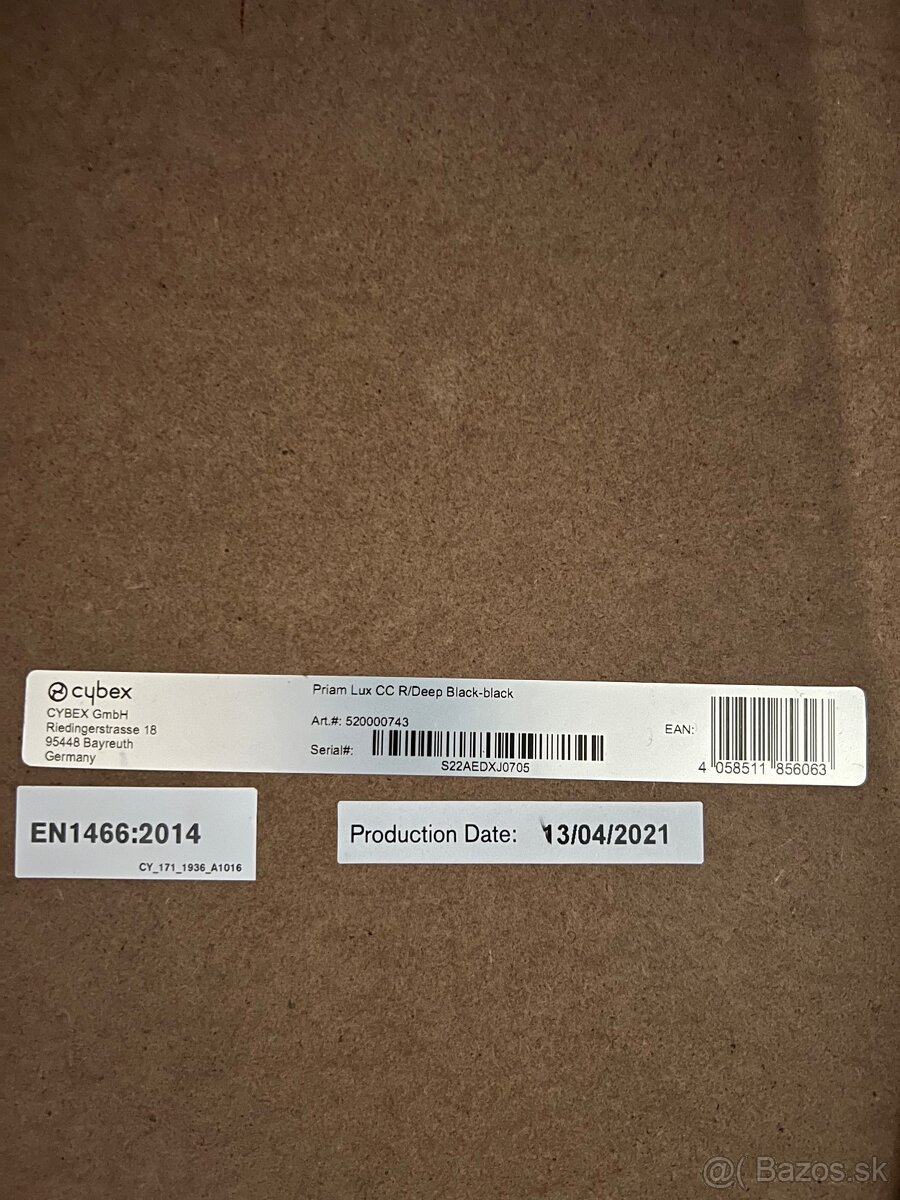 cybex
CYBEX GmbH
Riedingerstrasse 18
95448 Bayreuth
Germany
Priam Lux CC R/Deep Black-black
Art.#: 520000743
Serial#:
S22AEDXJ0705
EAN:
4 058511 856063
EN1466:2014
CY_171_1936_A1016
Production Date: 13/04/2021
@( Bazos.sk